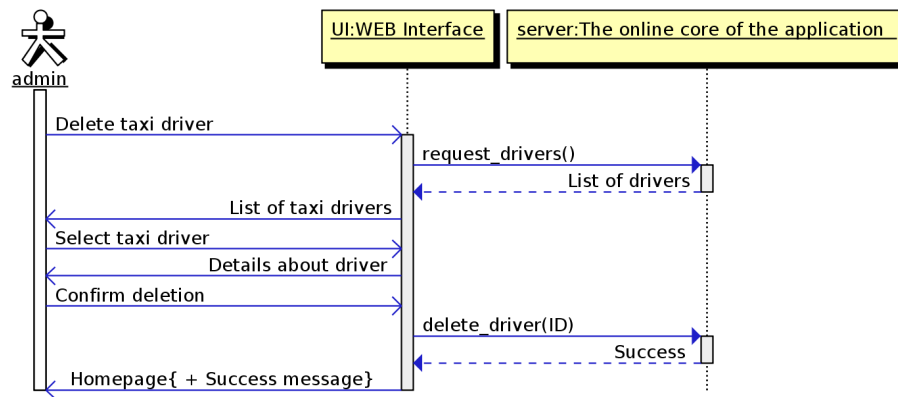 UI:WEB Interface
server:The online core of the application
admin
Delete taxi driver
request_drivers()
List of drivers
List of taxi drivers
Select taxi driver
Details about driver
Confirm deletion
delete_driver(ID)
Success
Homepage{ + Success message}